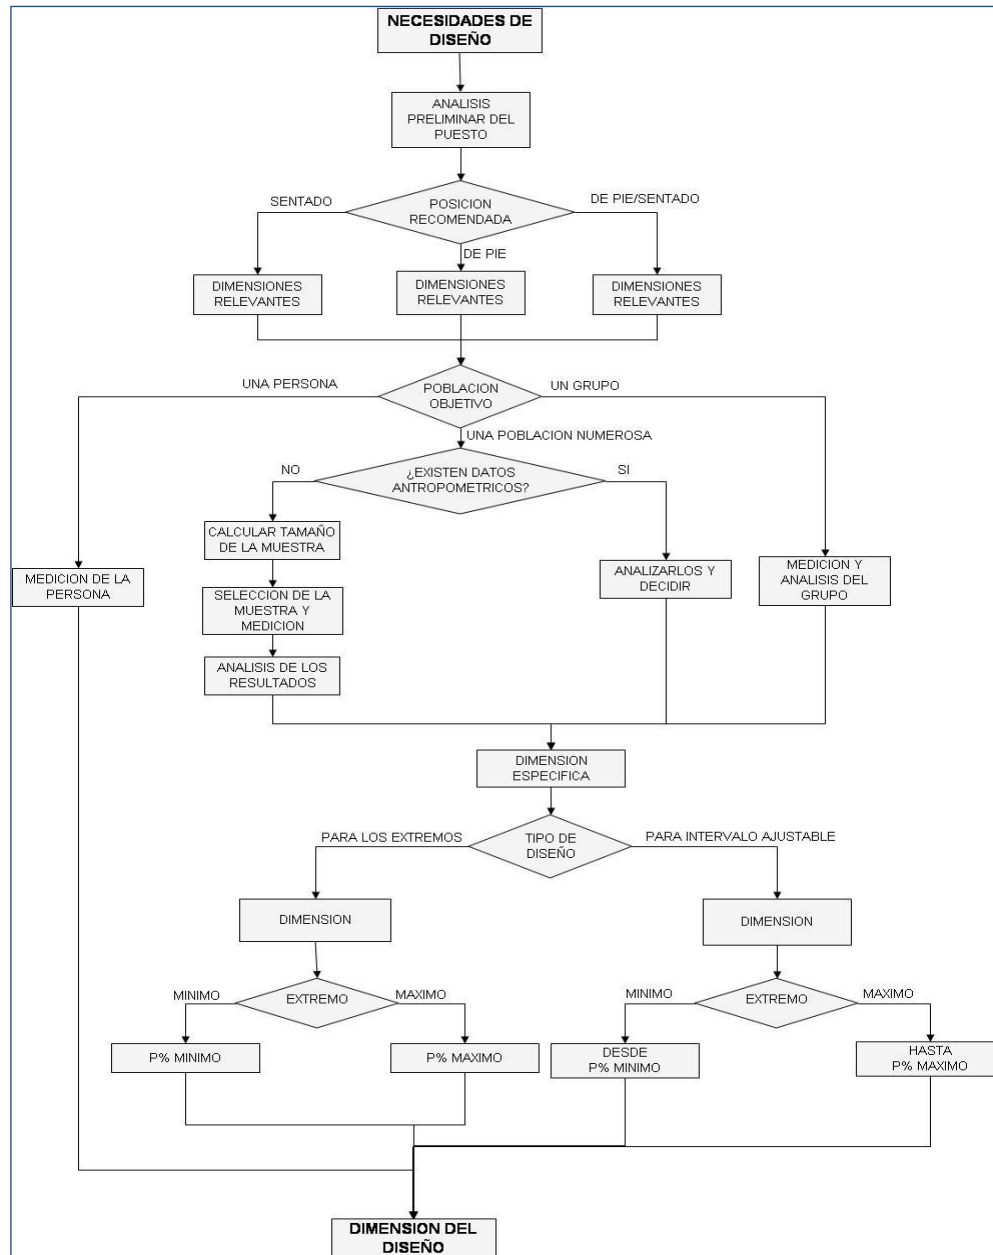 NECESIDADES DE
DISEÑO
ANALISIS
PRELIMINAR DEL
PUESTO
SENTADO
POSICION
RECOMENDADA
DE PIE/SENTADO
DE PIE
DIMENSIONES
RELEVANTES
DIMENSIONES
RELEVANTES
DIMENSIONES
RELEVANTES
UNA PERSONA
POBLACION
OBJETIVO
UN GRUPO
UNA POBLACION NUMEROSA
NO
¿EXISTEN DATOS
ANTROPOMETRICOS?
SI
CALCULAR TAMAÑO
DE LA MUESTRA
MEDICION DE LA
PERSONA
SELECCION DE LA
MUESTRA Y
MEDICION
ANALIZARLOS Y
DECIDIR
MEDICION Y
ANALISIS DEL
GRUPO
ANALISIS DE LOS
RESULTADOS
DIMENSION
ESPECIFICA
PARA LOS EXTREMOS
TIPO DE
DISEÑO
PARA INTERVALO AJUSTABLE
DIMENSION
DIMENSION
MINIMO
EXTREMO
MAXIMO
MINIMO
EXTREMO
MAXIMO
P% MINIMO
P% MAXIMO
DESDE
P% MINIMO
HASTA
P% MAXIMO
DIMENSION DEL
DISEÑO